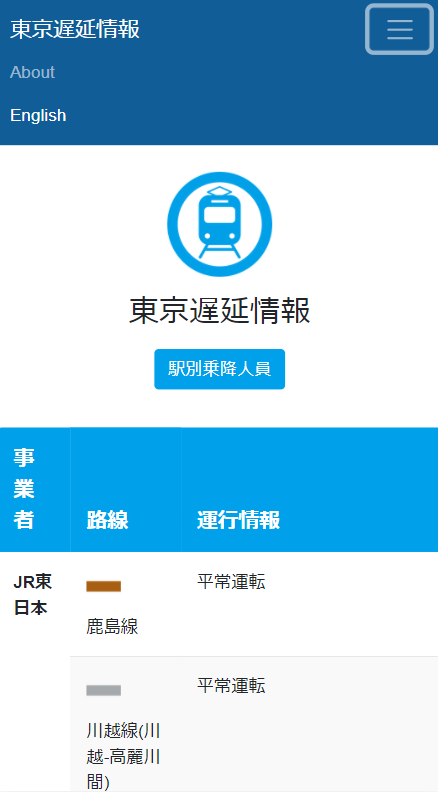 東京遅延情報
About
English
東京遅延情報
駅別乗降人員
事
業
者
路線
運行情報
JR東
日本
鹿島線
平常運転
川越線(川
越-高麗川
間)
平常運転